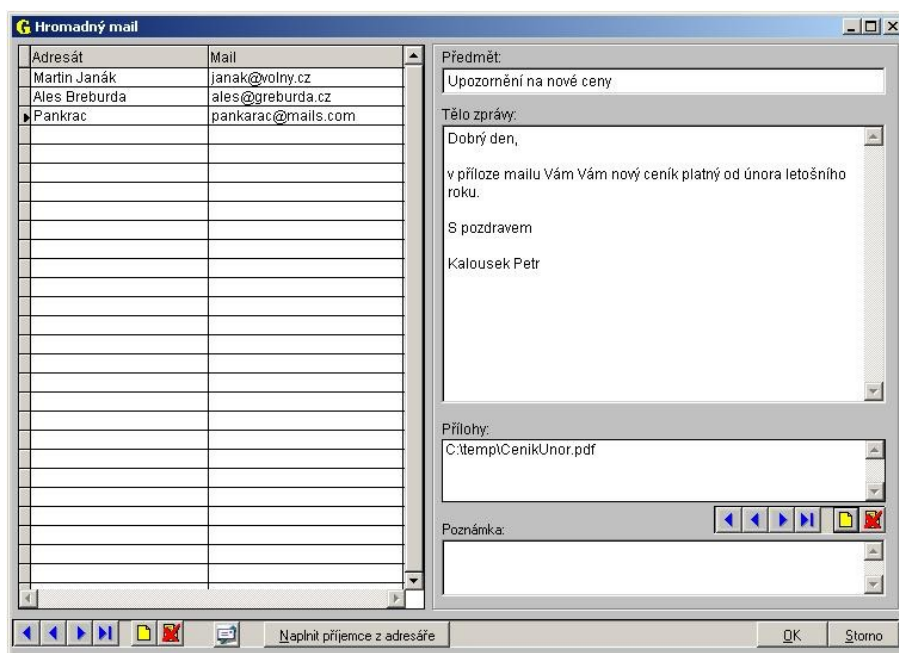 G Hromadný mail
Adresát Mail
Martin Janák janak@volny.cz
Ales Breburda ales@greburda.cz
Pankrac pankarac@mails.com
Předmět:
Upozornění na nové ceny
Tělo zprávy:
Dobrý den,
v příloze mailu Vám Vám nový ceník platný od února letošního
roku.
S pozdravem
Kalousek Petr
Přílohy:
C:\temp\CenikUnor.pdf
Poznámka:
Naplnit příjemce z adresáře
OK
Storno